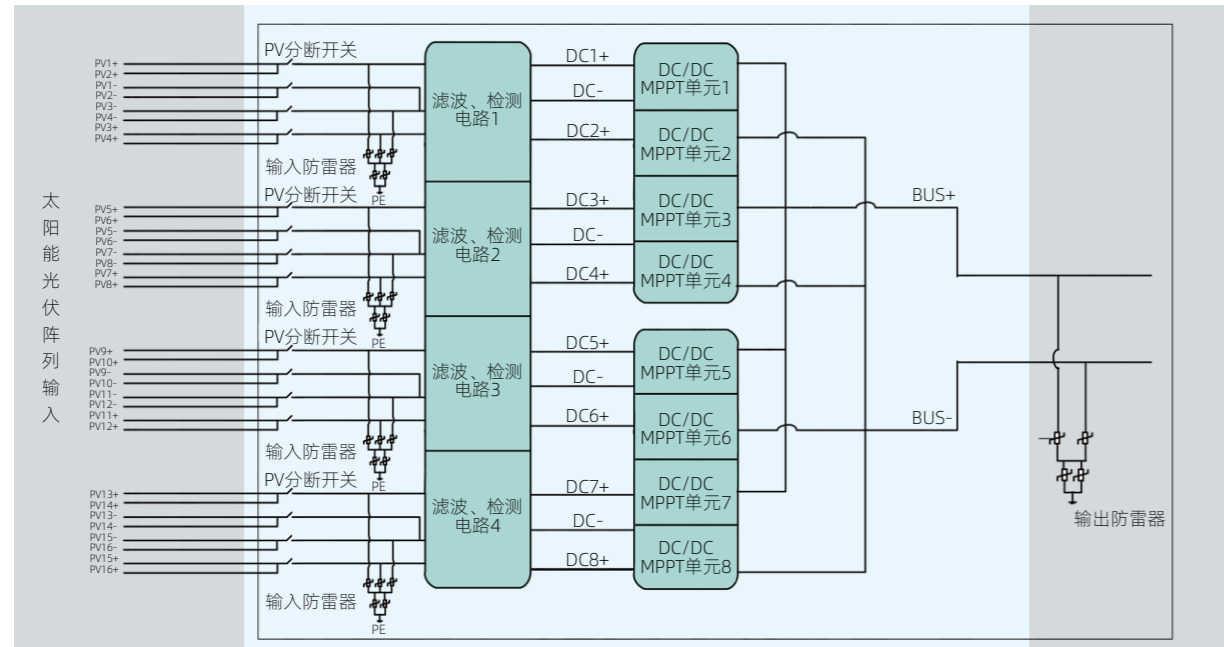 太
阳
能
光
伏
阵
列
输
入
PV1+
PV2+
PV1-
PV2-
PV3-
PV4-
PV3+
PV4+
PV分断开关
输入防雷器
PE
滤波、检测
电路1
DC1+
DC-
DC2+
DC/DC
MPPT单元1
DC/DC
MPPT单元2
PV5+
PV6+
PV5-
PV6-
PV7-
PV8-
PV7+
PV8+
PV分断开关
输入防雷器
PE
滤波、检测
电路2
DC3+
DC-
DC4+
DC/DC
MPPT单元3
DC/DC
MPPT单元4
PV9+
PV10+
PV9-
PV10-
PV11-
PV12-
PV11+
PV12+
PV分断开关
输入防雷器
PE
滤波、检测
电路3
DC5+
DC-
DC6+
DC/DC
MPPT单元5
DC/DC
MPPT单元6
PV13+
PV14+
PV13-
PV14-
PV15-
PV16-
PV15+
PV16+
PV分断开关
输入防雷器
PE
滤波、检测
电路4
DC7+
DC-
DC8+
DC/DC
MPPT单元7
DC/DC
MPPT单元8
BUS+
BUS-
输出防雷器